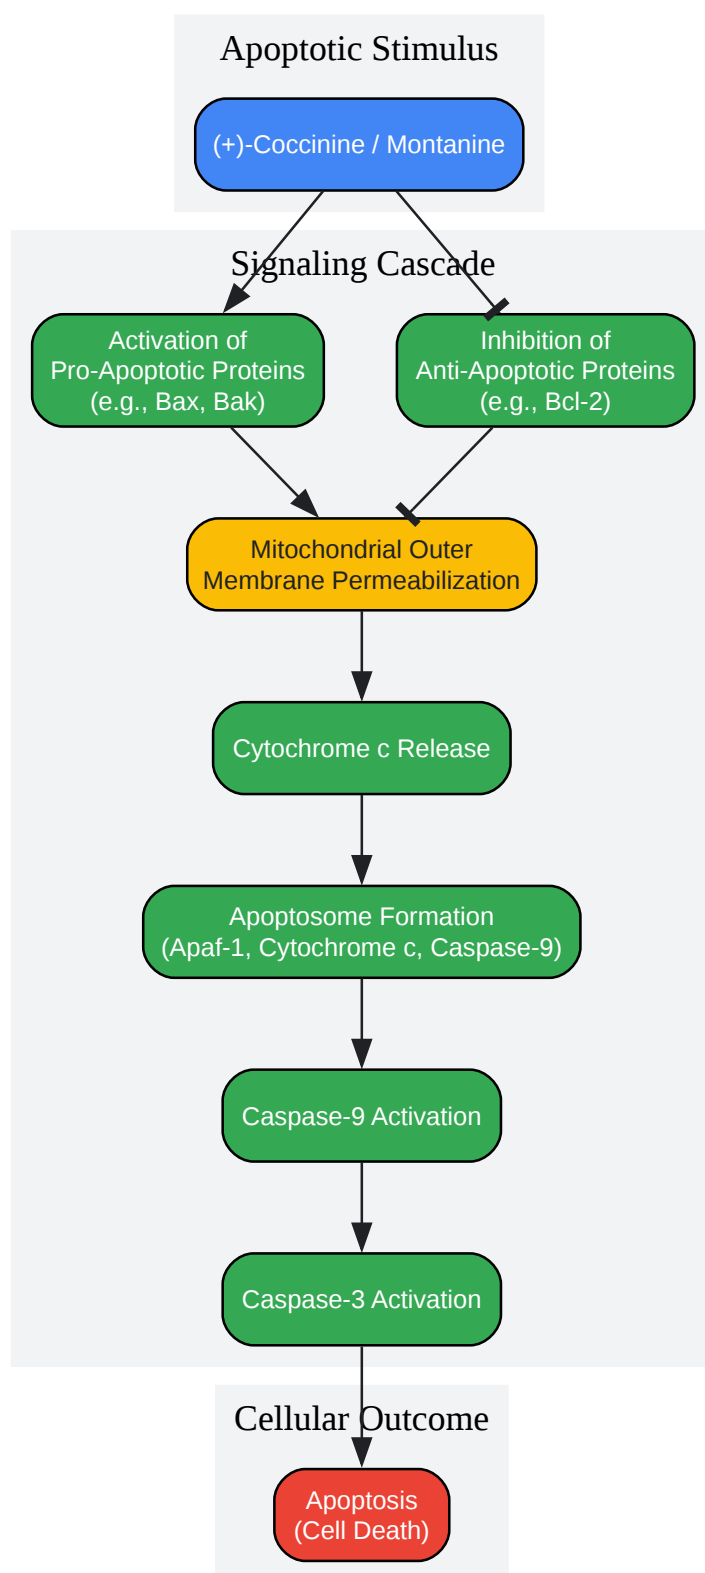 Apoptotic Stimulus
(+)-Coccinine / Montanine
Signaling Cascade
Activation of
Pro-Apoptotic Proteins
(e.g., Bax, Bak)
Inhibition of
Anti-Apoptotic Proteins
(e.g., Bcl-2)
Mitochondrial Outer
Membrane Permeabilization
Cytochrome c Release
Apoptosome Formation
(Apaf-1, Cytochrome c, Caspase-9)
Caspase-9 Activation
Caspase-3 Activation
Cellular Outcome
Apoptosis
(Cell Death)